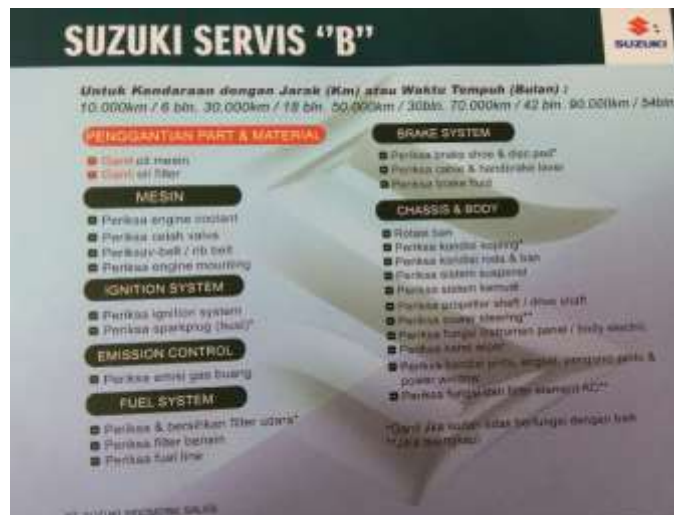 SUZUKI SERVIS "B"
SUZUKI
Untuk Kendaraan dengan Jarak (Km) atau Waktu Tempuh (Bulan) :
10.000km / 6 bln. 30.000km / 18 bln. 50.000km / 30bln. 70.000km / 42 bln. 90.000km / 54bln
PENGGANTIAN PART & MATERIAL
Ganti oli mesin
Ganti oli filter
MESIN
Periksa engine coolant
Periksa celah valve
Periksa v-belt / rib belt
Periksa engine mounting
IGNITION SYSTEM
Periksa ignition system
Periksa sparkplug (busi)*
EMISSION CONTROL
Periksa emisi gas buang
FUEL SYSTEM
Periksa & bersihkan filter udara*
Periksa filter bensin
Periksa fuel line
BRAKE SYSTEM
Periksa brake shoe & disc pad*
Periksa cable & handbrake lever
Periksa brake fluid
CHASSIS & BODY
Rotasi ban
Periksa kondisi kopling*
Periksa kondisi roda & ban
Periksa sistem suspensi
Periksa sistem kemudi
Periksa propeller shaft / drive shaft
Periksa power steering**
Periksa fungsi instrumen panel / body electric
Periksa karet wiper*
Periksa kondisi pintu, engsel, pengunci pintu &
power window
Periksa fungsi dan filter element AC**
*Ganti jika sudah tidak berfungsi dengan baik